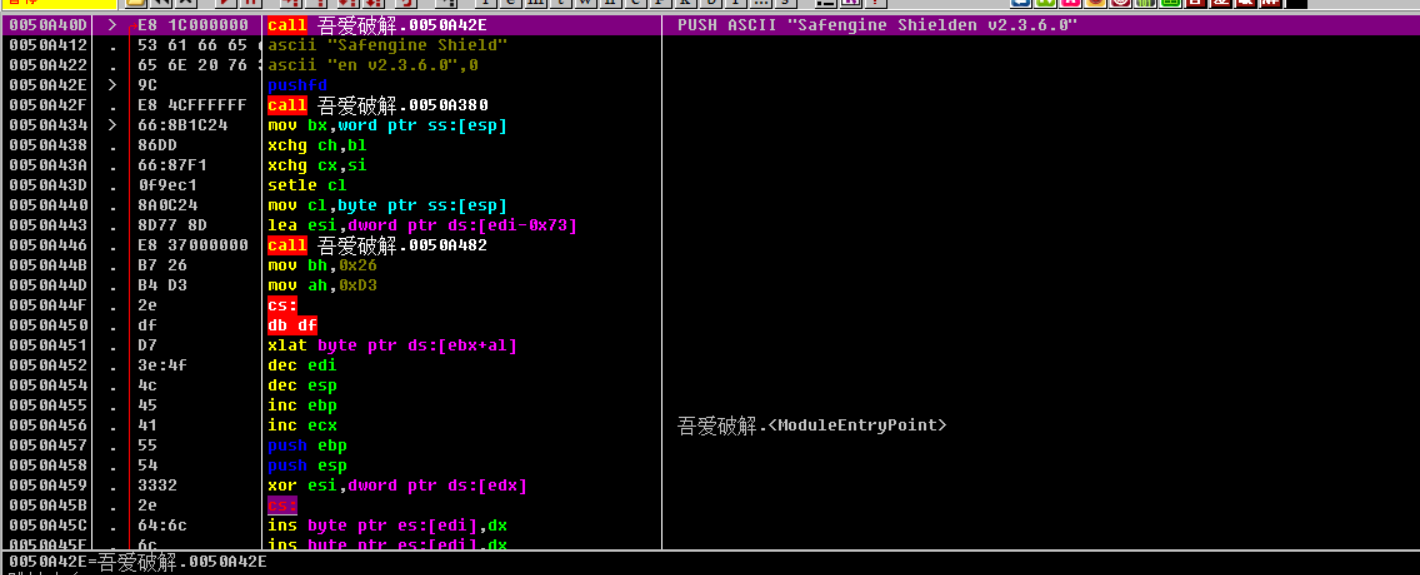 0050A40D > E8 1C000000 call 吾爱破解.0050A42E PUSH ASCII "Safengine Shielden v2.3.6.0"
0050A412 . 53 61 66 65 ascii "Safengine Shield"
0050A422 . 65 6E 20 76 ascii "en v2.3.6.0",0
0050A42E > 9C pushfd
0050A42F . E8 4CFFFFFF call 吾爱破解.0050A380
0050A434 > 66:8B1C24 mov bx,word ptr ss:[esp]
0050A438 . 86DD xchg ch,bl
0050A43A . 66:87F1 xchg cx,si
0050A43D . 0f9ec1 setle cl
0050A440 . 8A0C24 mov cl,byte ptr ss:[esp]
0050A443 . 8D77 8D lea esi,dword ptr ds:[edi-0x73]
0050A446 . E8 37000000 call 吾爱破解.0050A482
0050A44B . B7 26 mov bh,0x26
0050A44D . B4 D3 mov ah,0xD3
0050A44F . 2e cs:
0050A450 . df db df
0050A451 . D7 xlat byte ptr ds:[ebx+al]
0050A452 . 3e:4f dec edi
0050A454 . 4c dec esp
0050A455 . 45 inc ebp
0050A456 . 41 inc ecx 吾爱破解.<ModuleEntryPoint>
0050A457 . 55 push ebp
0050A458 . 54 push esp
0050A459 . 3332 xor esi,dword ptr ds:[edx]
0050A45B . 2e cs:
0050A45C . 64:6c ins byte ptr es:[edi],dx
0050A45E . 6c ins byte ptr es:[edi],dx
0050A42E=吾爱破解.0050A42E